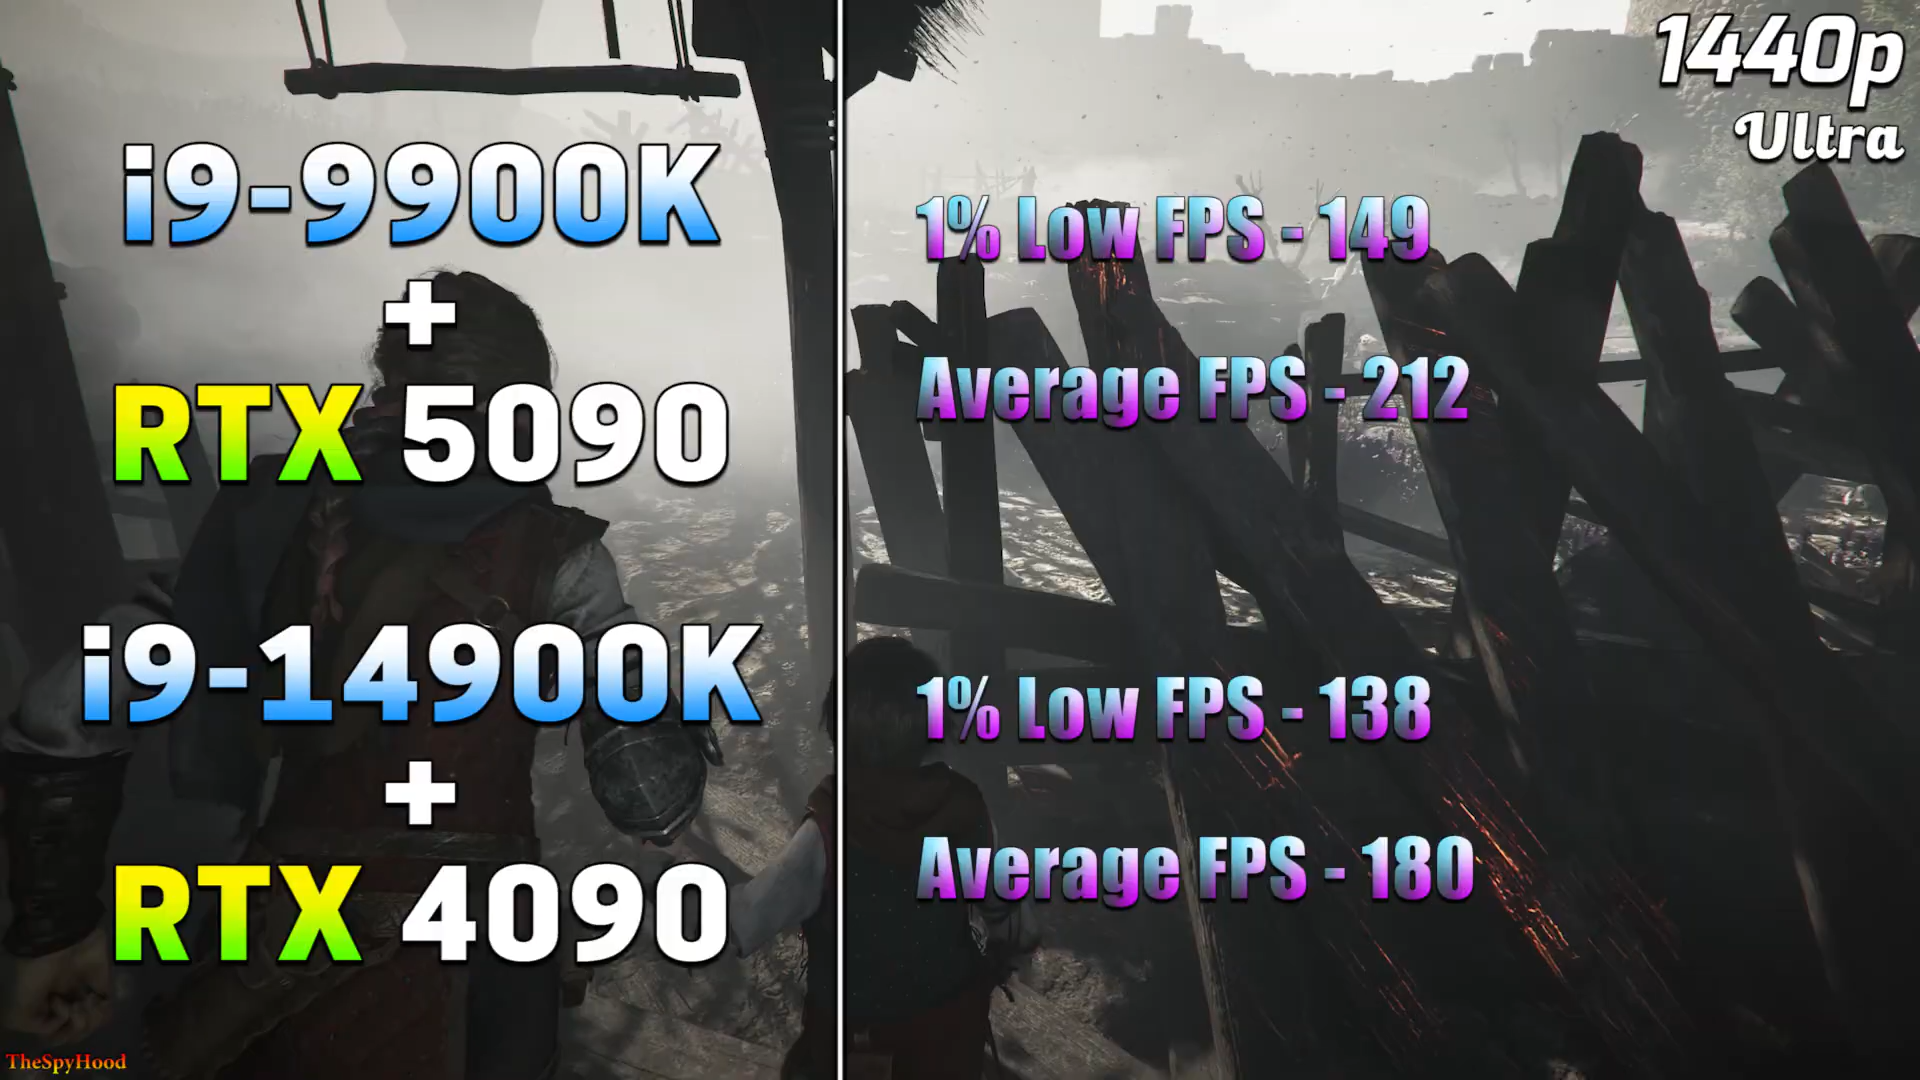 1440p
Ultra
i9-9900K
+
RTX 5090
1% Low FPS - 149
Average FPS - 212
i9-14900K
+
RTX 4090
1% Low FPS - 138
Average FPS - 180
TheSpyHood